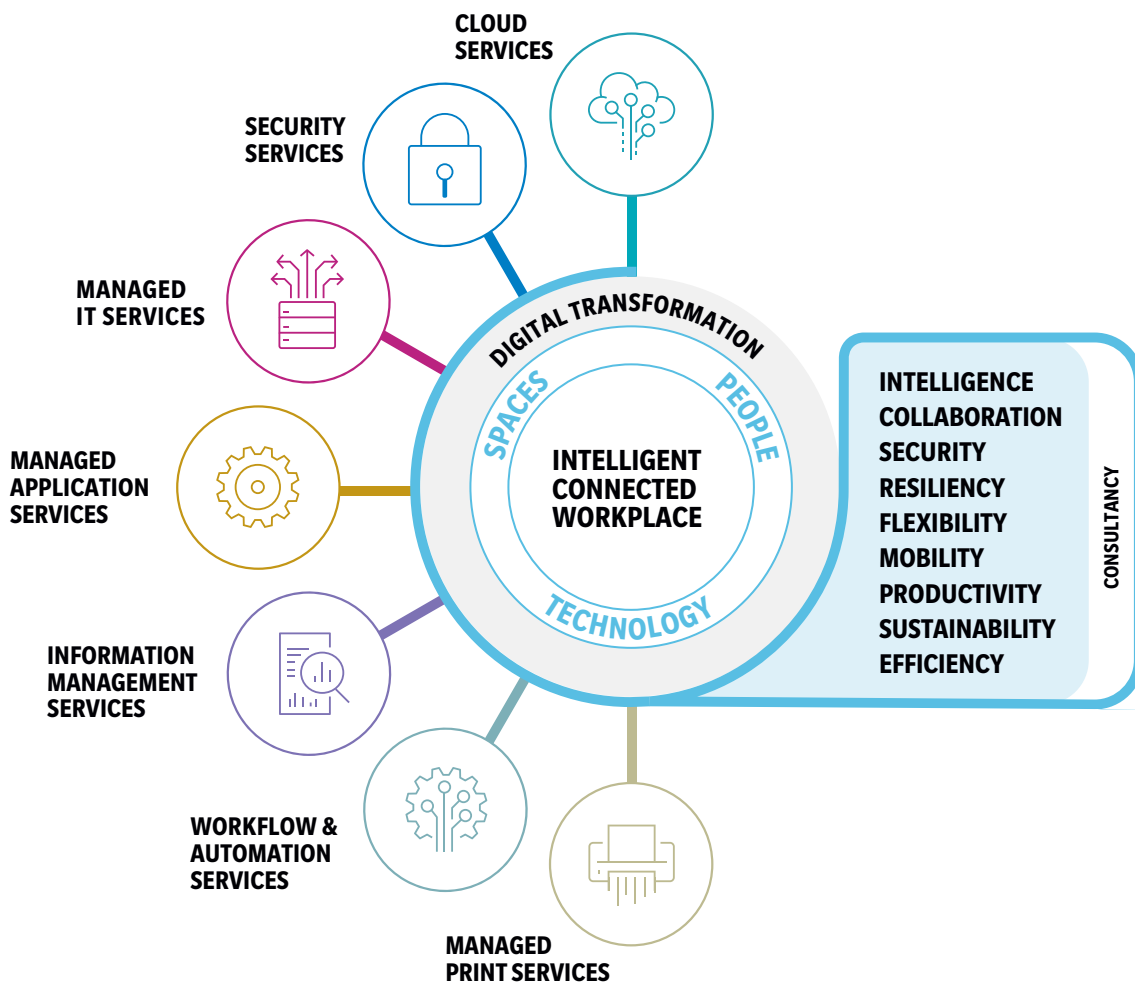 CLOUD
SERVICES
SECURITY
SERVICES
MANAGED
IT SERVICES
MANAGED
APPLICATION
SERVICES
INFORMATION
MANAGEMENT
SERVICES
WORKFLOW &
AUTOMATION
SERVICES
MANAGED
PRINT SERVICES
DIGITAL TRANSFORMATION
SPACES
PEOPLE
TECHNOLOGY
INTELLIGENT
CONNECTED
WORKPLACE
INTELLIGENCE
COLLABORATION
SECURITY
RESILIENCY
FLEXIBILITY
MOBILITY
PRODUCTIVITY
SUSTAINABILITY
EFFICIENCY
CONSULTANCY